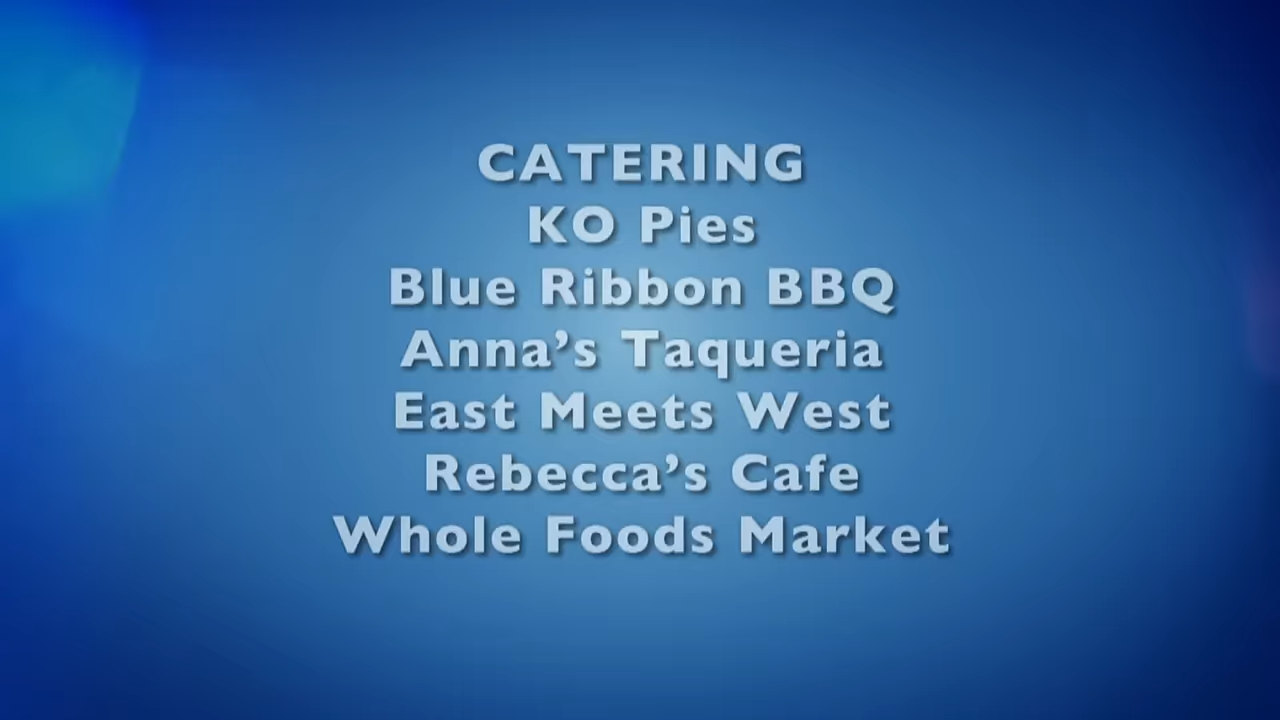 CATERING
KO Pies
Blue Ribbon BBQ
Anna’s Taqueria
East Meets West
Rebecca’s Cafe
Whole Foods Market